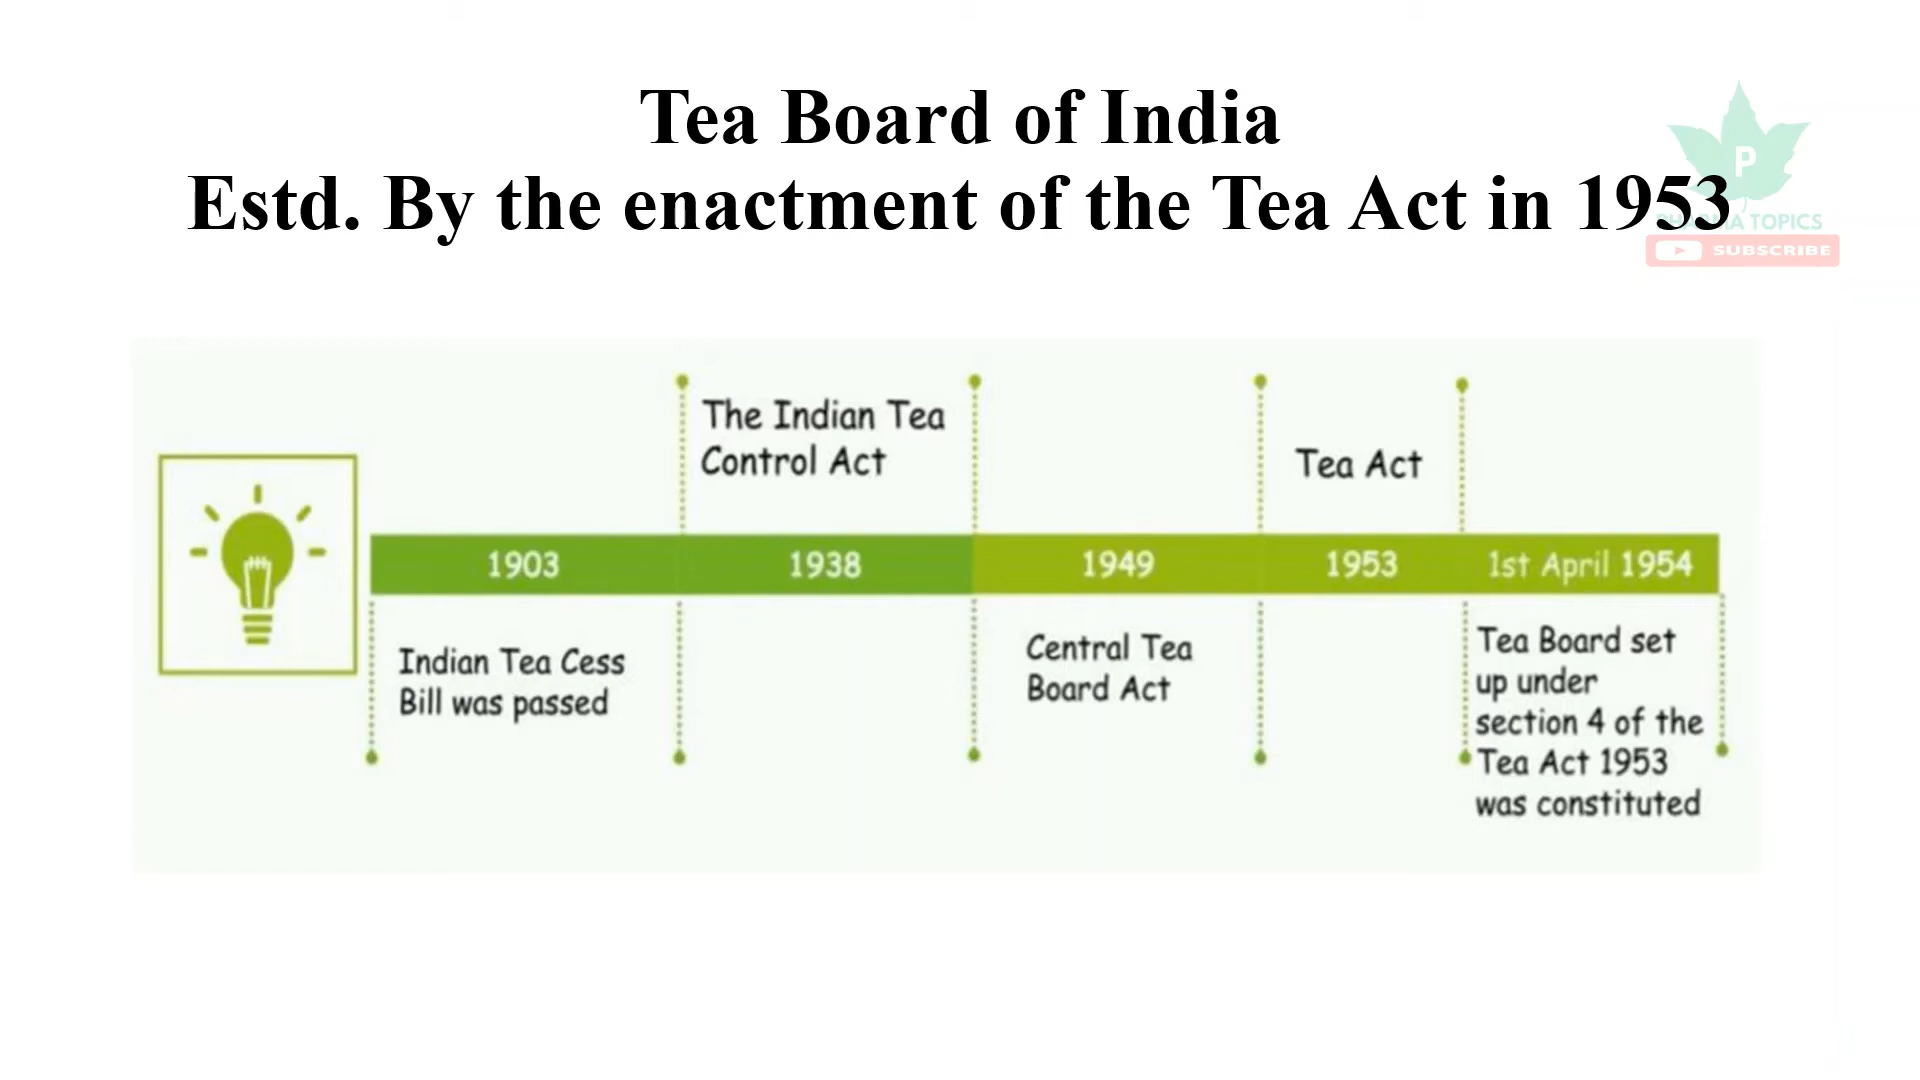 Tea Board of India
Estd. By the enactment of the Tea Act in 1953
P
TOPICS
SUBSCRIBE
The Indian Tea
Control Act
Tea Act
1903
1938
1949
1953
1st April 1954
Indian Tea Cess
Bill was passed
Central Tea
Board Act
Tea Board set
up under
section 4 of the
Tea Act 1953
was constituted